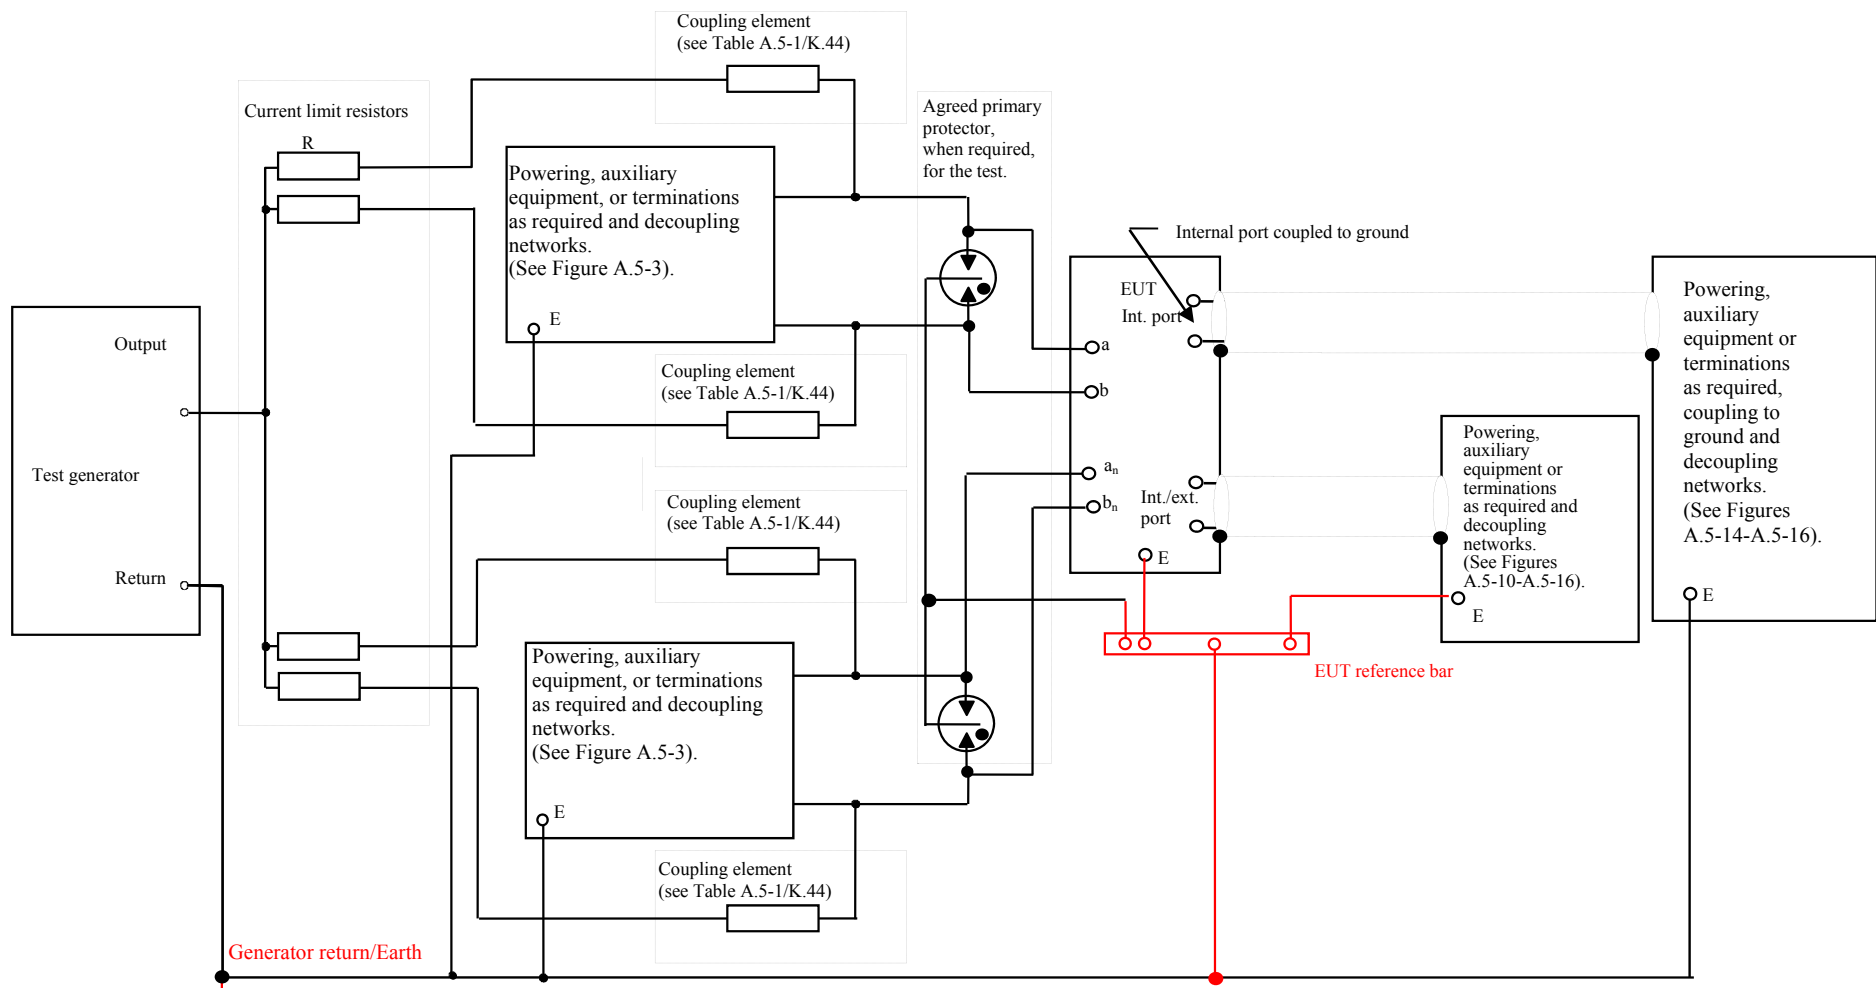 Coupling element
(see Table A.5-1/K.44)
Current limit resistors
R
Agreed primary
protector,
when required,
for the test.
Powering, auxiliary
equipment, or terminations
as required and decoupling
networks.
(See Figure A.5-3).
E
Internal port coupled to ground
EUT
Int. port
a
b
an
bn
Int./ext.
port
E
Powering,
auxiliary
equipment or
terminations
as required,
coupling to
ground and
decoupling
networks.
(See Figures
A.5-14-A.5-16).
E
Output
Test generator
Return
Coupling element
(see Table A.5-1/K.44)
Powering,
auxiliary
equipment or
terminations
as required and
decoupling
networks.
(See Figures
A.5-10-A.5-16).
E
Coupling element
(see Table A.5-1/K.44)
EUT reference bar
Powering, auxiliary
equipment, or terminations
as required and decoupling
networks.
(See Figure A.5-3).
E
Coupling element
(see Table A.5-1/K.44)
Generator return/Earth